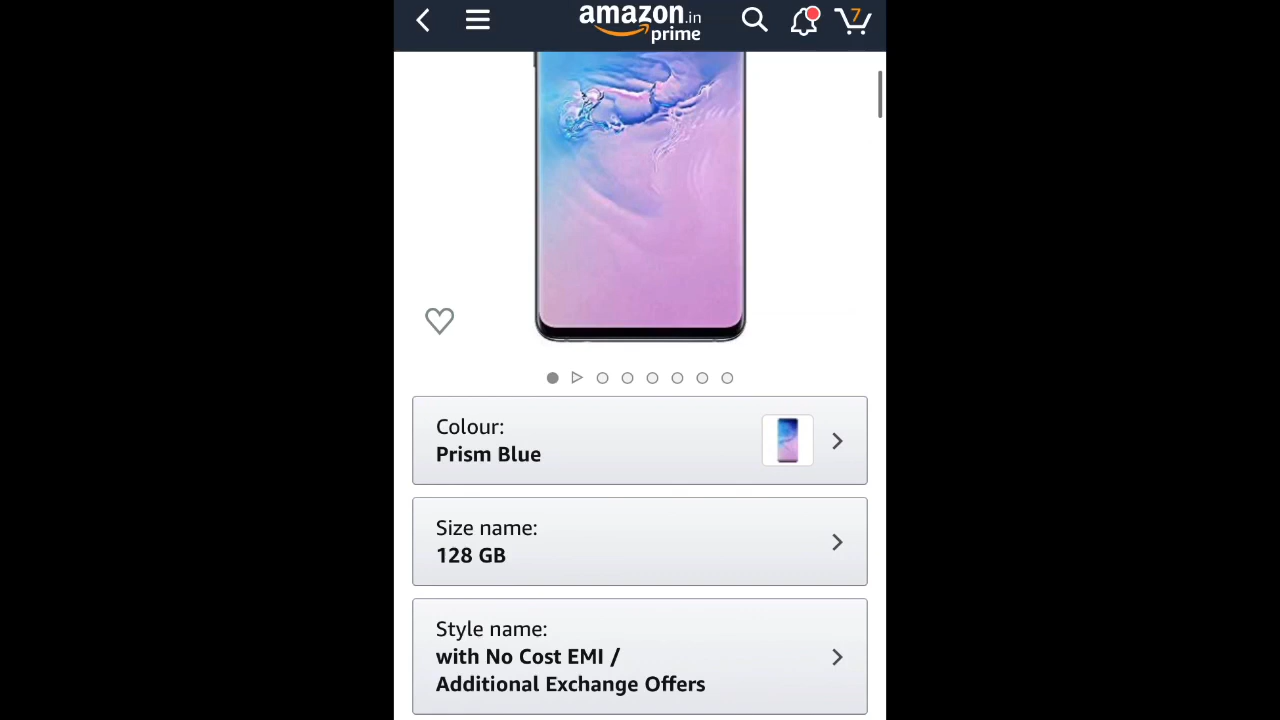 amazon.in
prime
7
Colour:
Prism Blue
Size name:
128 GB
Style name:
with No Cost EMI /
Additional Exchange Offers